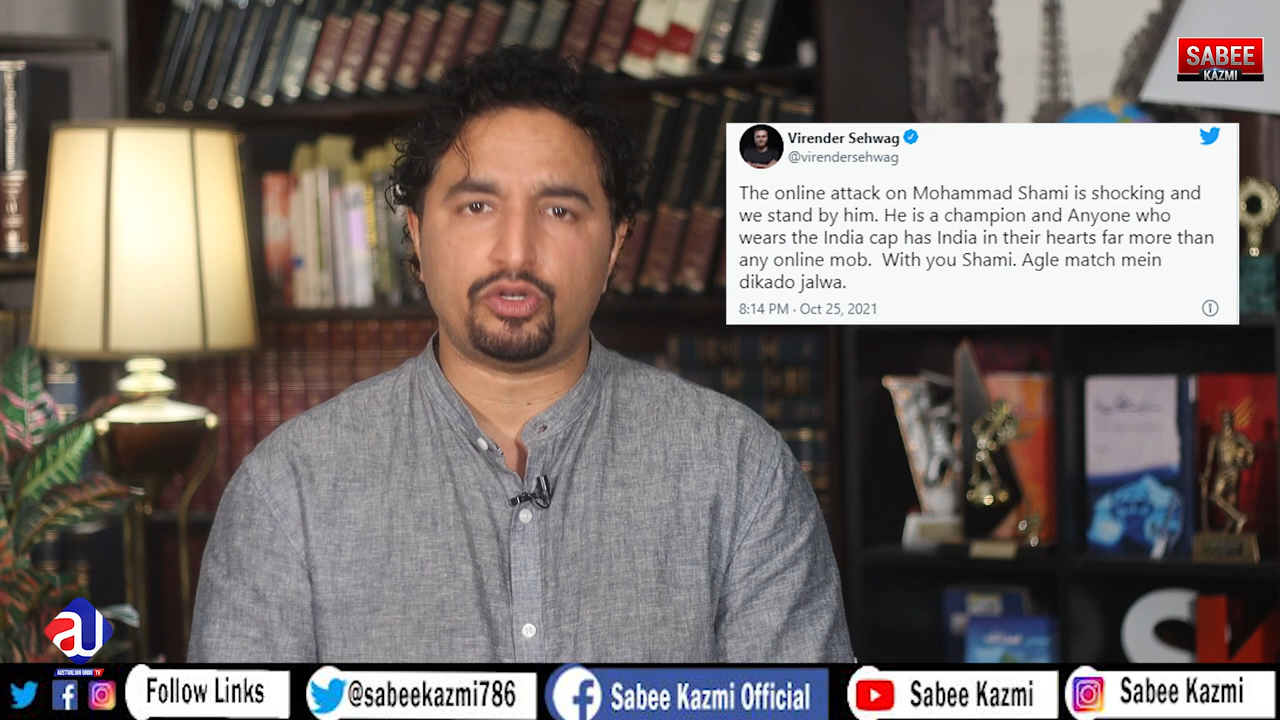 SABEE
KAZMI
Virender Sehwag
@virendersehwag
The online attack on Mohammad Shami is shocking and
we stand by him. He is a champion and Anyone who
wears the India cap has India in their hearts far more than
any online mob.  With you Shami. Agle match mein
dikado jalwa.
8:14 PM · Oct 25, 2021
AUSTRALIAN URDU TV
Follow Links
@sabeekazmi786
Sabee Kazmi Official
Sabee Kazmi
Sabee Kazmi